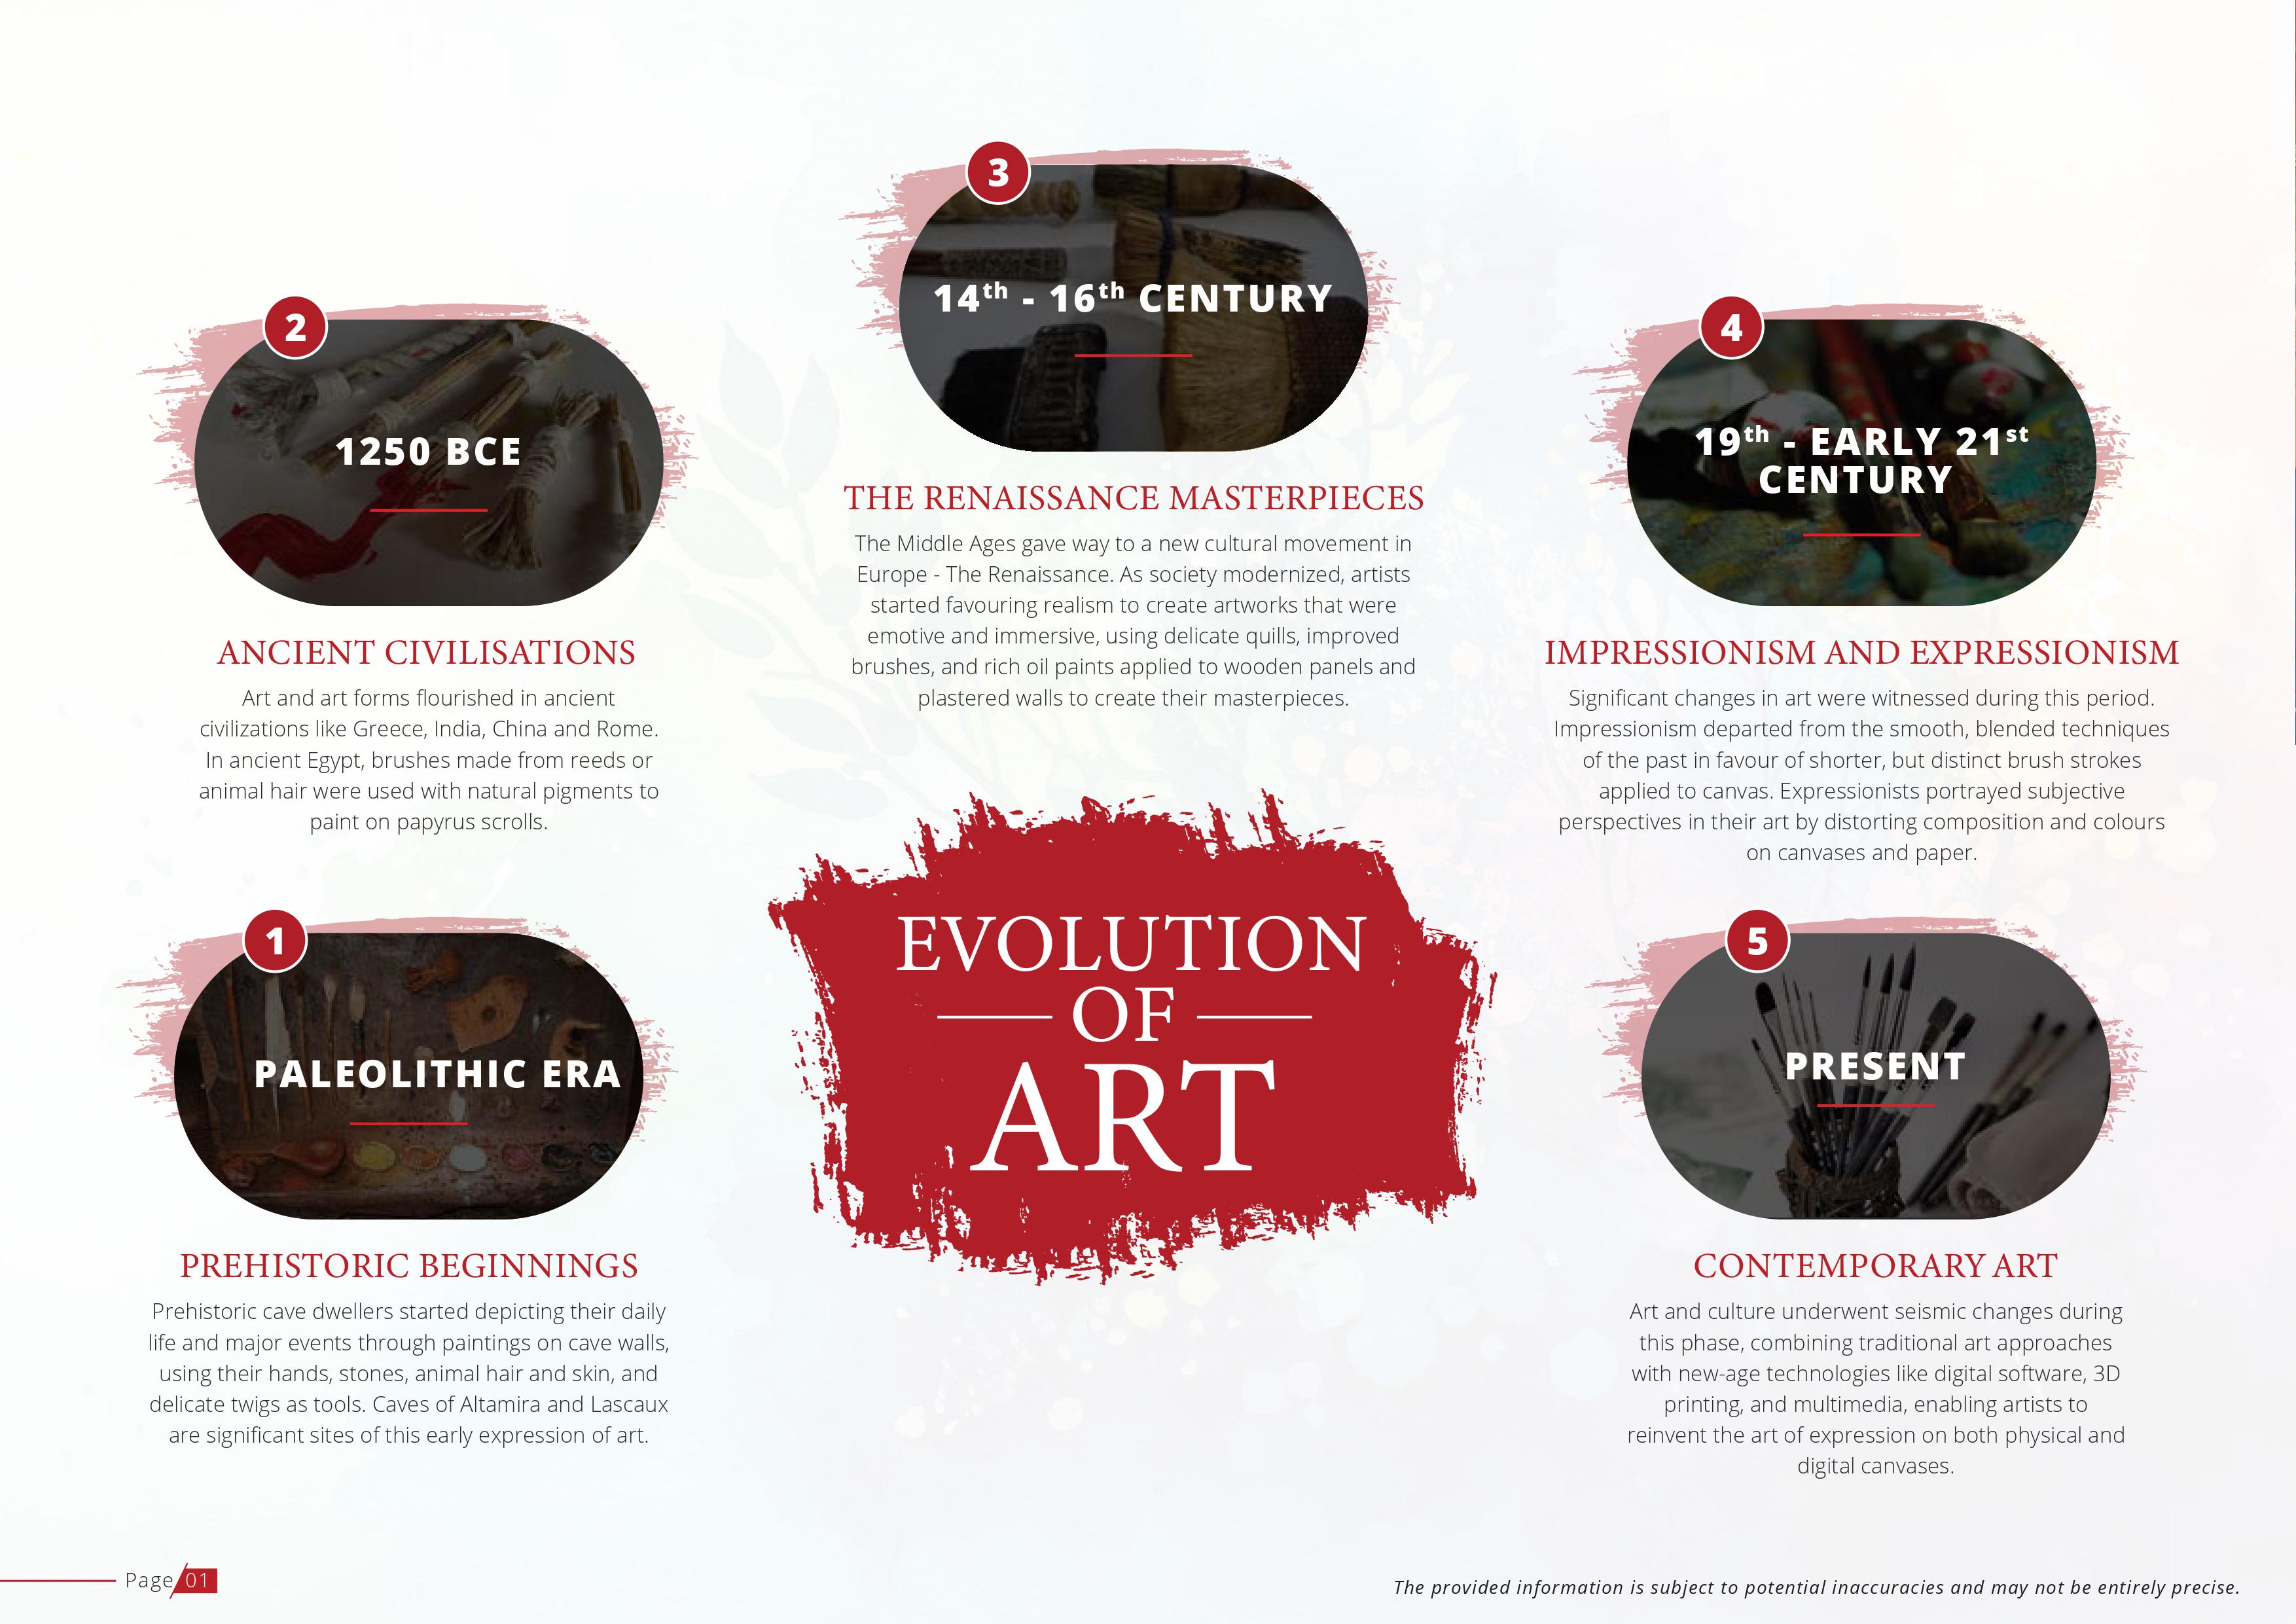 3
14th - 16th CENTURY
THE RENAISSANCE MASTERPIECES
The Middle Ages gave way to a new cultural movement in
Europe - The Renaissance. As society modernized, artists
started favouring realism to create artworks that were
emotive and immersive, using delicate quills, improved
brushes, and rich oil paints applied to wooden panels and
plastered walls to create their masterpieces.
2
1250 BCE
ANCIENT CIVILISATIONS
Art and art forms flourished in ancient
civilizations like Greece, India, China and Rome.
In ancient Egypt, brushes made from reeds or
animal hair were used with natural pigments to
paint on papyrus scrolls.
4
19th - EARLY 21st
CENTURY
IMPRESSIONISM AND EXPRESSIONISM
Significant changes in art were witnessed during this period.
Impressionism departed from the smooth, blended techniques
of the past in favour of shorter, but distinct brush strokes
applied to canvas. Expressionists portrayed subjective
perspectives in their art by distorting composition and colours
on canvases and paper.
1
PALEOLITHIC ERA
PREHISTORIC BEGINNINGS
Prehistoric cave dwellers started depicting their daily
life and major events through paintings on cave walls,
using their hands, stones, animal hair and skin, and
delicate twigs as tools. Caves of Altamira and Lascaux
are significant sites of this early expression of art.
EVOLUTION
OF
ART
5
PRESENT
CONTEMPORARY ART
Art and culture underwent seismic changes during
this phase, combining traditional art approaches
with new-age technologies like digital software, 3D
printing, and multimedia, enabling artists to
reinvent the art of expression on both physical and
digital canvases.
Page 01
The provided information is subject to potential inaccuracies and may not be entirely precise.